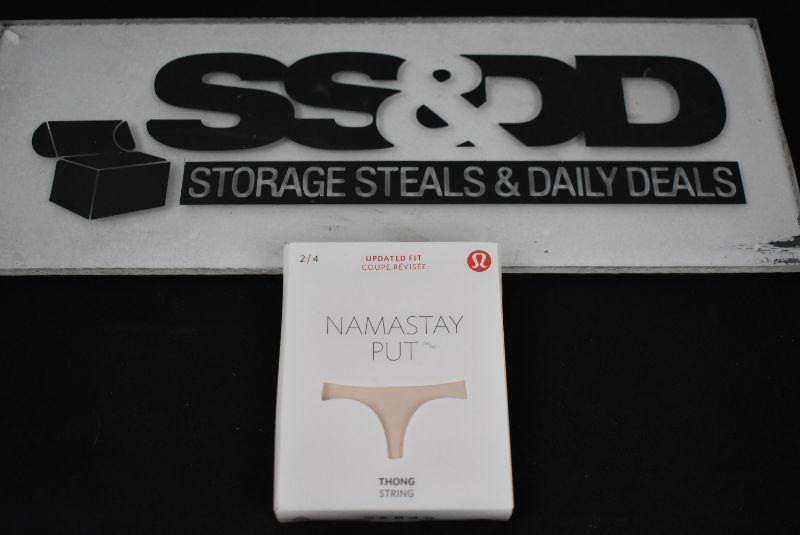 SS&DD
STORAGE STEALS & DAILY DEALS
2/4
UPDATED FIT
COUPE RÉVISÉE
NAMASTAY
PUT
THONG
STRING